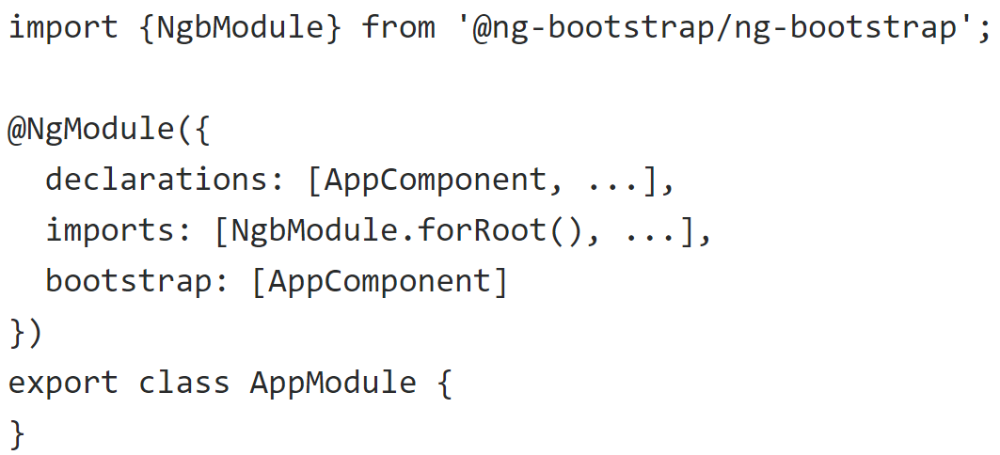 import {NgbModule} from '@ng-bootstrap/ng-bootstrap';
@NgModule({
  declarations: [AppComponent, ...],
  imports: [NgbModule.forRoot(), ...],
  bootstrap: [AppComponent]
})
export class AppModule {
}